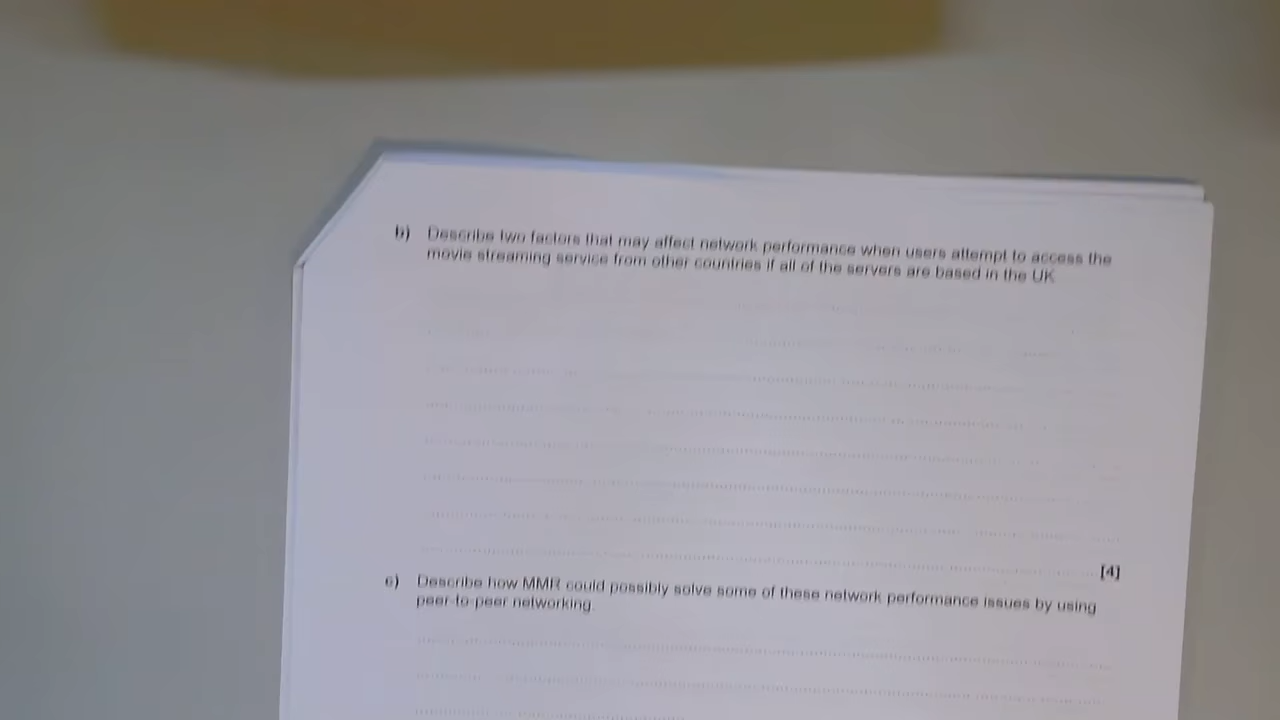 b) Describe two factors that may affect network performance when users attempt to access the
movie streaming service from other countries if all of the servers are based in the UK
[4]
c) Describe how MMR could possibly solve some of these network performance issues by using
peer-to-peer networking.